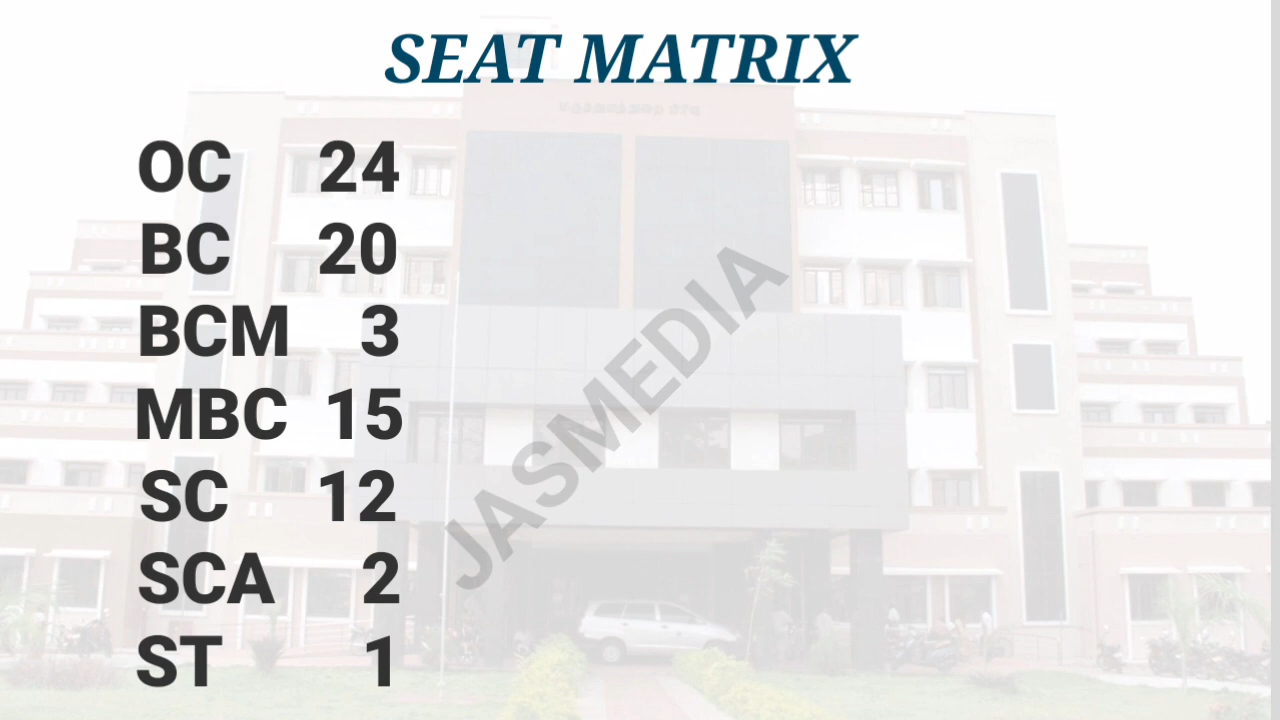 SEAT MATRIX
OC 24
BC 20
BCM 3
MBC 15
SC 12
SCA 2
ST 1
JASMEDIA